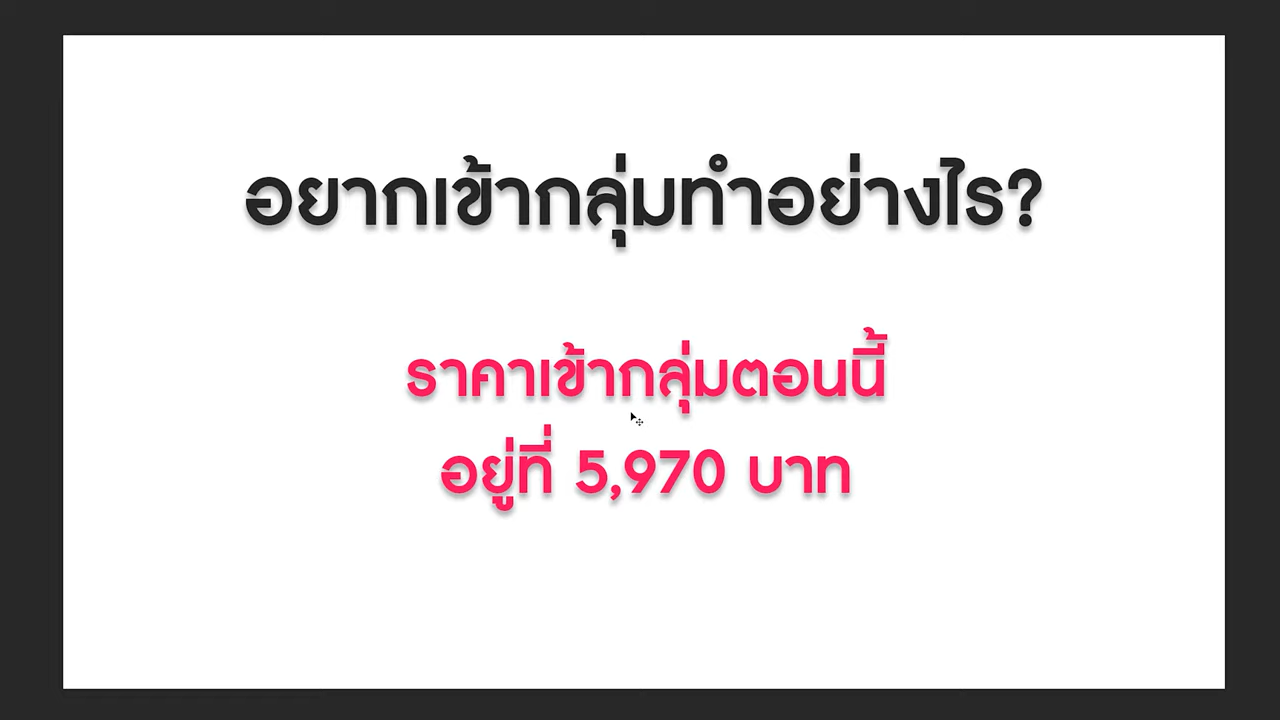 อยากเข้ากลุ่มทำอย่างไร?
ราคาเข้ากลุ่มตอนนี้
อยู่ที่ 5,970 บาท